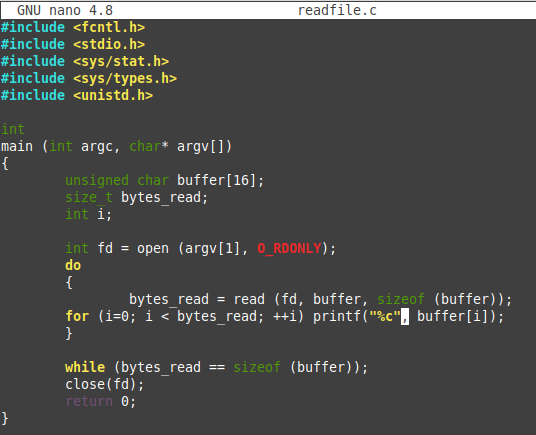 GNU nano 4.8 readfile.c
#include <fcntl.h>
#include <stdio.h>
#include <sys/stat.h>
#include <sys/types.h>
#include <unistd.h>
int
main (int argc, char* argv[])
{
unsigned char buffer[16];
size_t bytes_read;
int i;
int fd = open (argv[1], O_RDONLY);
do
{
bytes_read = read (fd, buffer, sizeof (buffer));
for (i=0; i < bytes_read; ++i) printf("%c", buffer[i]);
}
while (bytes_read == sizeof (buffer));
close(fd);
return 0;
}